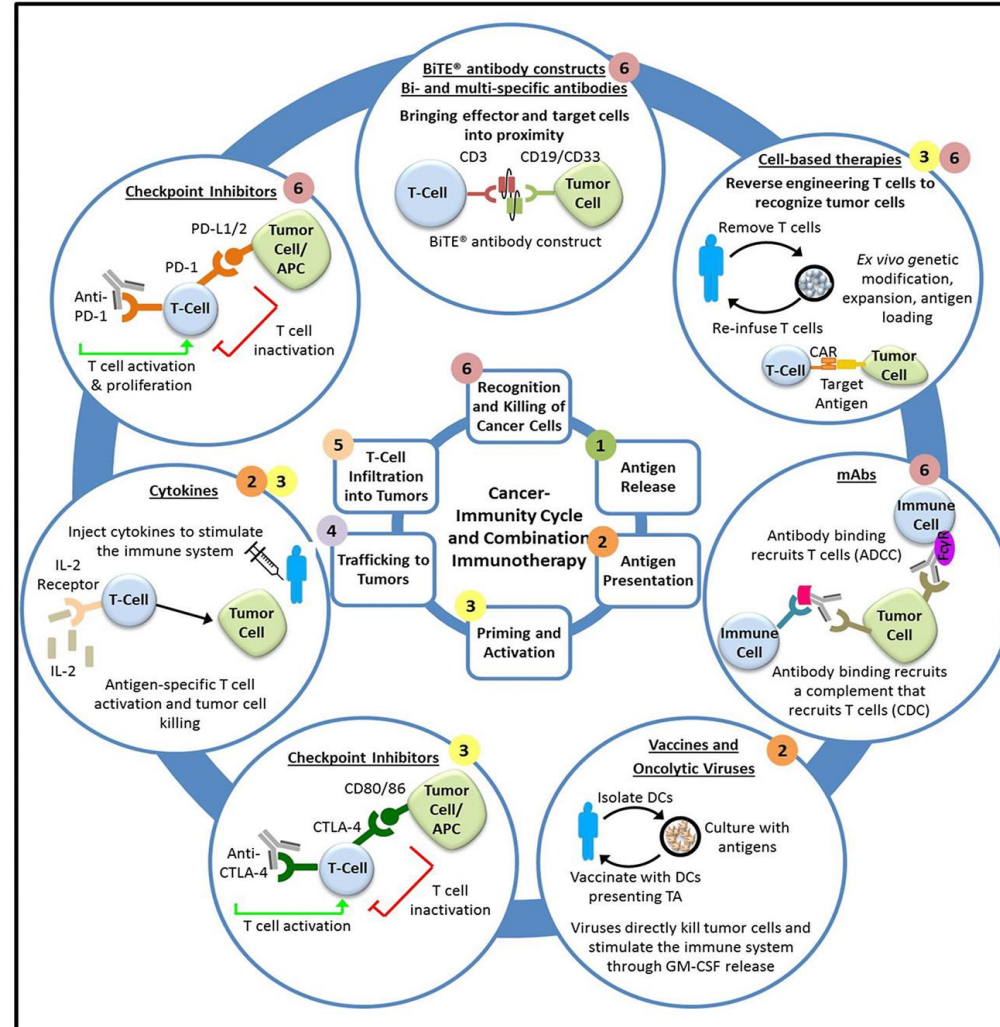 BiTE® antibody constructs
6
Bi- and multi-specific antibodies
Bringing effector and target cells
into proximity
CD3
CD19/CD33
T-Cell
Tumor
Cell
BiTE® antibody construct
3
6
Cell-based therapies
Reverse engineering T cells to
recognize tumor cells
Remove T cells
Ex vivo genetic
modification,
expansion, antigen
loading
Re-infuse T cells
T-Cell
CAR
Target
Antigen
Tumor
Cell
6
mAbs
Immune
Cell
FcγR
Antibody binding
recruits T cells (ADCC)
Immune
Cell
Tumor
Cell
Antibody binding recruits
a complement that
recruits T cells (CDC)
2
Vaccines and
Oncolytic Viruses
Isolate DCs
Culture with
antigens
Vaccinate with DCs
presenting TA
Viruses directly kill tumor cells and
stimulate the immune system
through GM-CSF release
3
Checkpoint Inhibitors
CD80/86
Tumor
Cell/
APC
CTLA-4
Anti-
CTLA-4
T-Cell
T cell
inactivation
T cell activation
2
3
Cytokines
Inject cytokines to stimulate
the immune system
IL-2
Receptor
T-Cell
Tumor
Cell
IL-2
Antigen-specific T cell
activation and tumor cell
killing
6
Checkpoint Inhibitors
PD-L1/2
Tumor
Cell/
APC
PD-1
Anti-
PD-1
T-Cell
T cell
inactivation
T cell activation
& proliferation
6
Recognition
and Killing of
Cancer Cells
1
Antigen
Release
2
Antigen
Presentation
3
Priming and
Activation
4
Trafficking to
Tumors
5
T-Cell
Infiltration
into Tumors
Cancer-
Immunity Cycle
and Combination
Immunotherapy